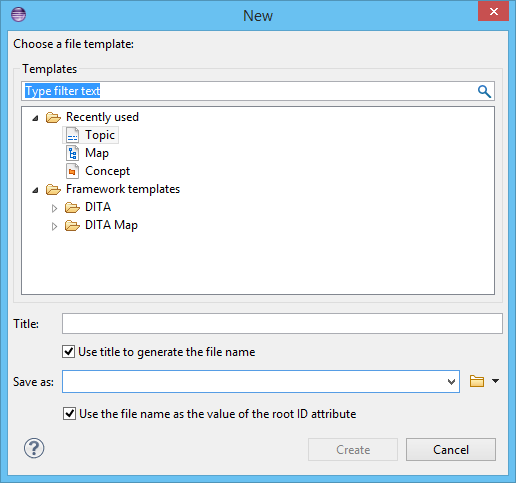 New
Choose a file template:
Templates
Type filter text
Recently used
Topic
Map
Concept
Framework templates
DITA
DITA Map
Title:
Use title to generate the file name
Save as:
Use the file name as the value of the root ID attribute
?
Create Cancel